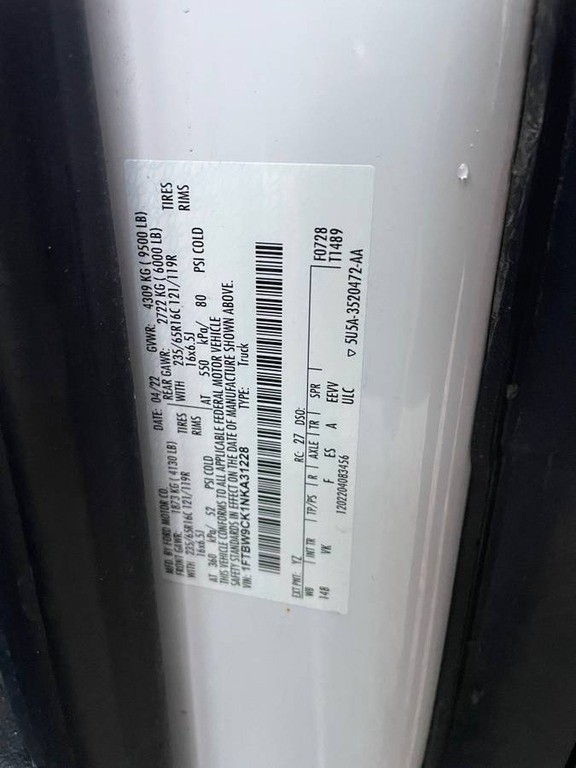 MFD. BY FORD MOTOR CO.
DATE: 04/22 GVWR: 4309 KG ( 9500 LB)
FRONT GAWR: 1873 KG ( 4130 LB) REAR GAWR: 2722 KG ( 6000 LB)
WITH 235/65R16C 121/119R TIRES WITH 235/65R16C 121/119R TIRES
16x6.5J RIMS 16x6.5J RIMS
AT 360 kPa/ 52 PSI COLD AT 550 kPa/ 80 PSI COLD
THIS VEHICLE CONFORMS TO ALL APPLICABLE FEDERAL MOTOR VEHICLE
SAFETY STANDARDS IN EFFECT ON THE DATE OF MANUFACTURE SHOWN ABOVE.
VIN: 1FTBW9CK1NKA31228 TYPE: Truck
EXT PNT: YZ RC: 27 DSO: F0728
WB INT TR TP/PS R AXLE TR SPR T1489
148 VK F ES A EEVV
1202204083456 ULC ▽ 5U5A-3520472-AA